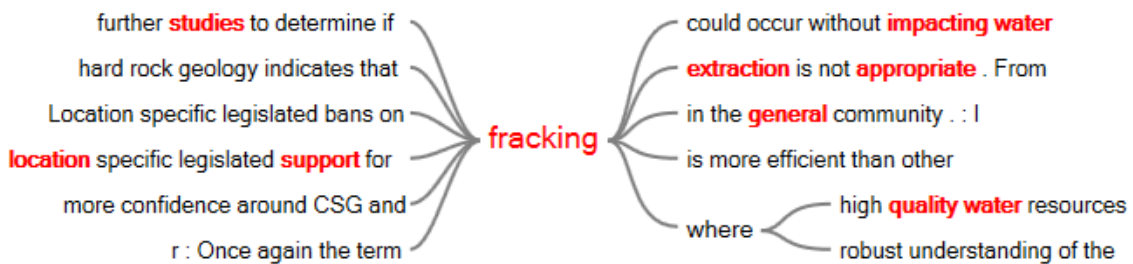 further studies to determine if
hard rock geology indicates that
Location specific legislated bans on
location specific legislated support for
more confidence around CSG and
r : Once again the term
fracking
could occur without impacting water
extraction is not appropriate . From
in the general community . : I
is more efficient than other
where
high quality water resources
robust understanding of the